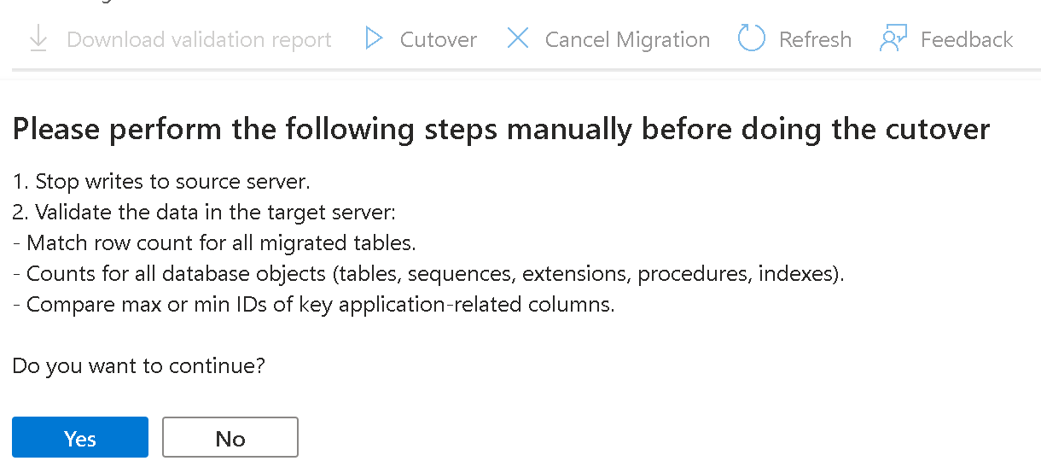 Download validation report Cutover Cancel Migration Refresh Feedback
Please perform the following steps manually before doing the cutover
1. Stop writes to source server.
2. Validate the data in the target server:
- Match row count for all migrated tables.
- Counts for all database objects (tables, sequences, extensions, procedures, indexes).
- Compare max or min IDs of key application-related columns.
Do you want to continue?
Yes No